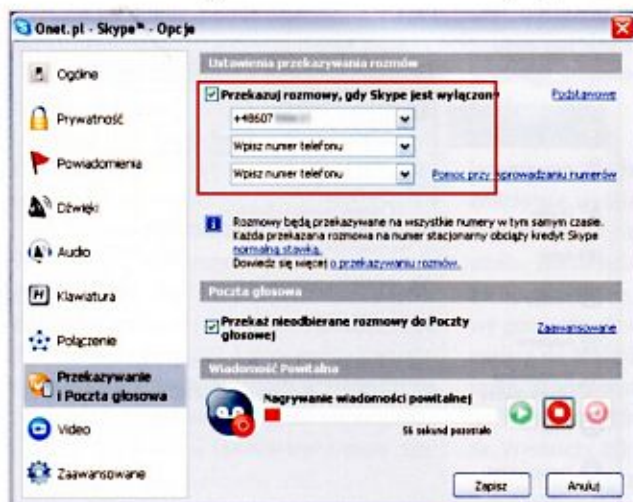 Onet.pl - Skype™ - Opcje
Ogólne
Prywatność
Powiadomienia
Dźwięki
Audio
Klawiatura
Połączenie
Przekazywanie
i Poczta głosowa
Video
Zaawansowane
Ustawienia przekazywania rozmów
Przekazuj rozmowy, gdy Skype jest wyłączony
Podstawowe
+48507
Wpisz numer telefonu
Wpisz numer telefonu
Pomoc przy wprowadzaniu numerów
Rozmowy będą przekazywane na wszystkie numery w tym samym czasie.
Każda przekazana rozmowa na numer stacjonarny obciąży kredyt Skype
normalną stawką.
Dowiedz się więcej o przekazywaniu rozmów.
Poczta głosowa
Przekaż nieodbierane rozmowy do Poczty
głosowej
Zaawansowane
Wiadomość Powitalna
Nagrywanie wiadomości powitalnej
56 sekund pozostało
Zapisz
Anuluj